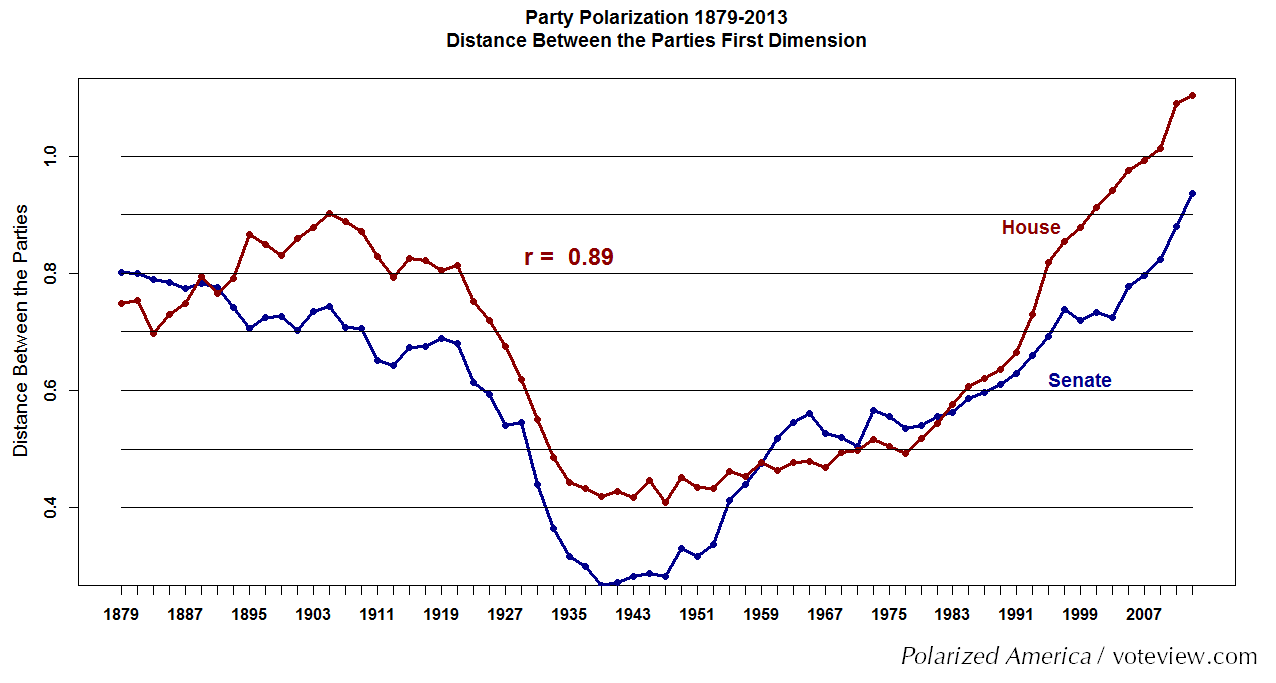 Party Polarization 1879-2013
Distance Between the Parties First Dimension
Distance Between the Parties
1.0
0.8
0.6
0.4
House
r = 0.89
Senate
1879 1887 1895 1903 1911 1919 1927 1935 1943 1951 1959 1967 1975 1983 1991 1999 2007
Polarized America / voteview.com